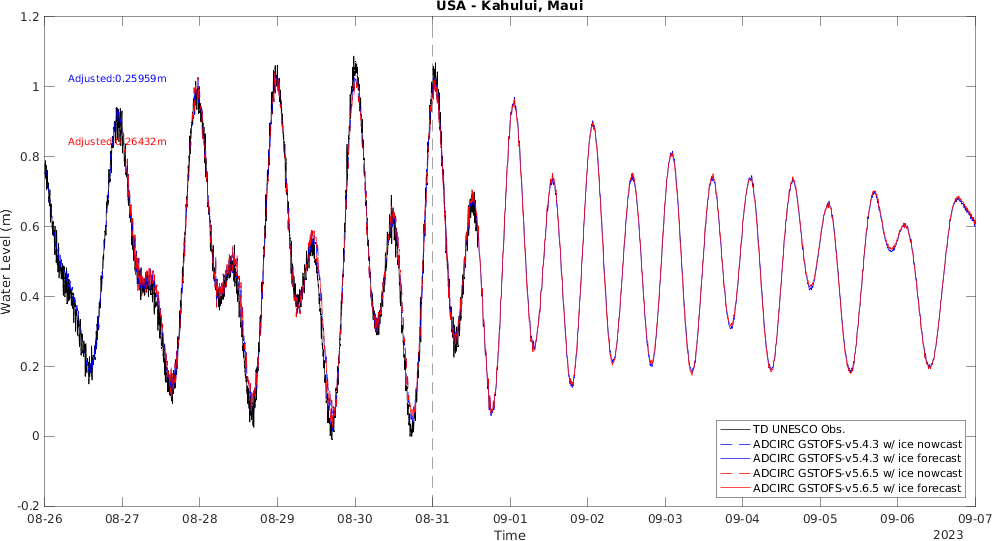 USA - Kahului, Maui
1.2
1
0.8
0.6
0.4
0.2
0
-0.2
Water Level (m)
Adjusted:0.25959m
Adjusted:0.26432m
TD UNESCO Obs.
ADCIRC GSTOFS-v5.4.3 w/ ice nowcast
ADCIRC GSTOFS-v5.4.3 w/ ice forecast
ADCIRC GSTOFS-v5.6.5 w/ ice nowcast
ADCIRC GSTOFS-v5.6.5 w/ ice forecast
08-26 08-27 08-28 08-29 08-30 08-31 09-01 09-02 09-03 09-04 09-05 09-06 09-07
Time
2023